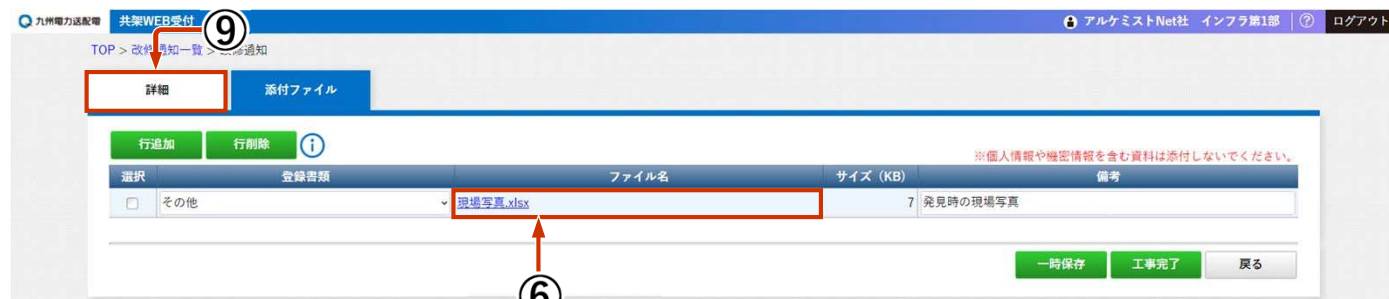 九州電力送配電 共架WEB受付 アルケミストNet社 インフラ第1部 ? ログアウト
⑨
TOP > 改修通知一覧 > 改修通知
詳細 添付ファイル
行追加 行削除 i
※個人情報や機密情報を含む資料は添付しないでください。
選択 登録書類 ファイル名 サイズ（KB） 備考
その他 現場写真.xlsx 7 発見時の現場写真
一時保存 工事完了 戻る
⑥